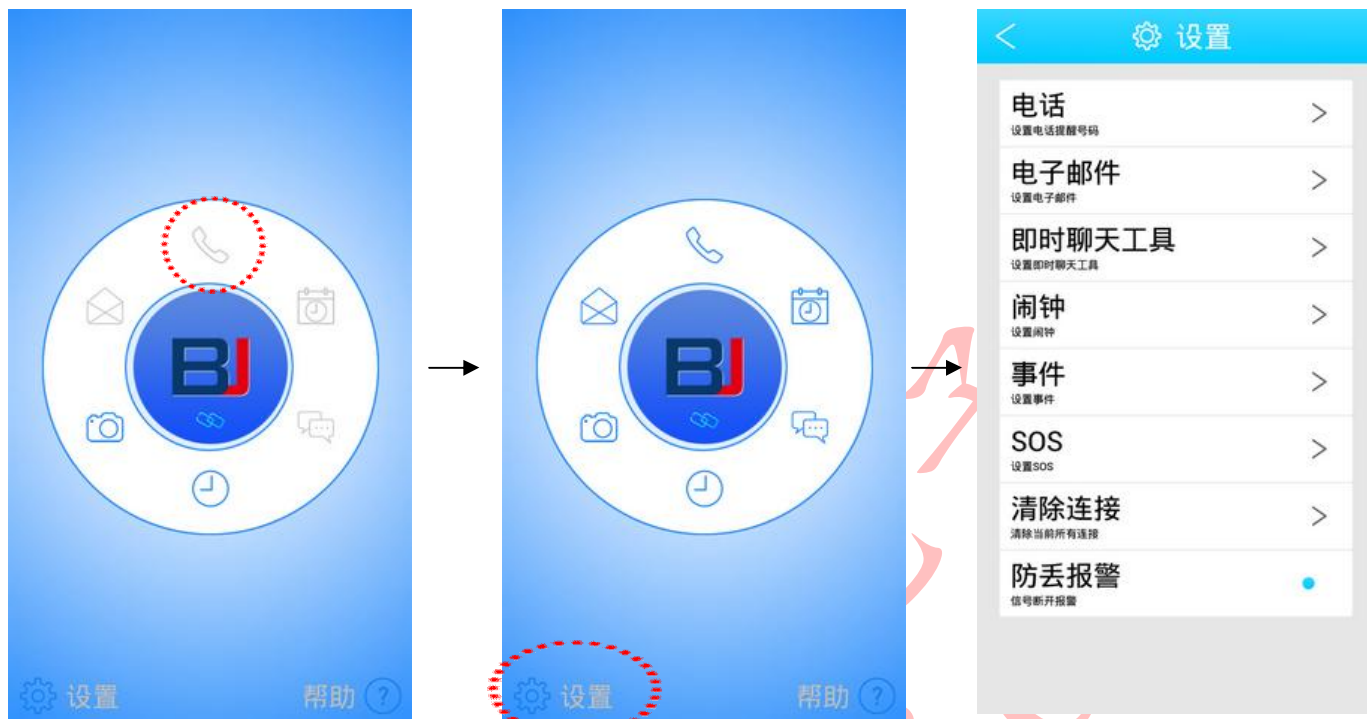 BJ
设置
帮助
BJ
设置
帮助
设置
电话
设置电话提醒号码
电子邮件
设置电子邮件
即时聊天工具
设置即时聊天工具
闹钟
设置闹钟
事件
设置事件
SOS
设置SOS
清除连接
清除当前所有连接
防丢报警
信号断开报警